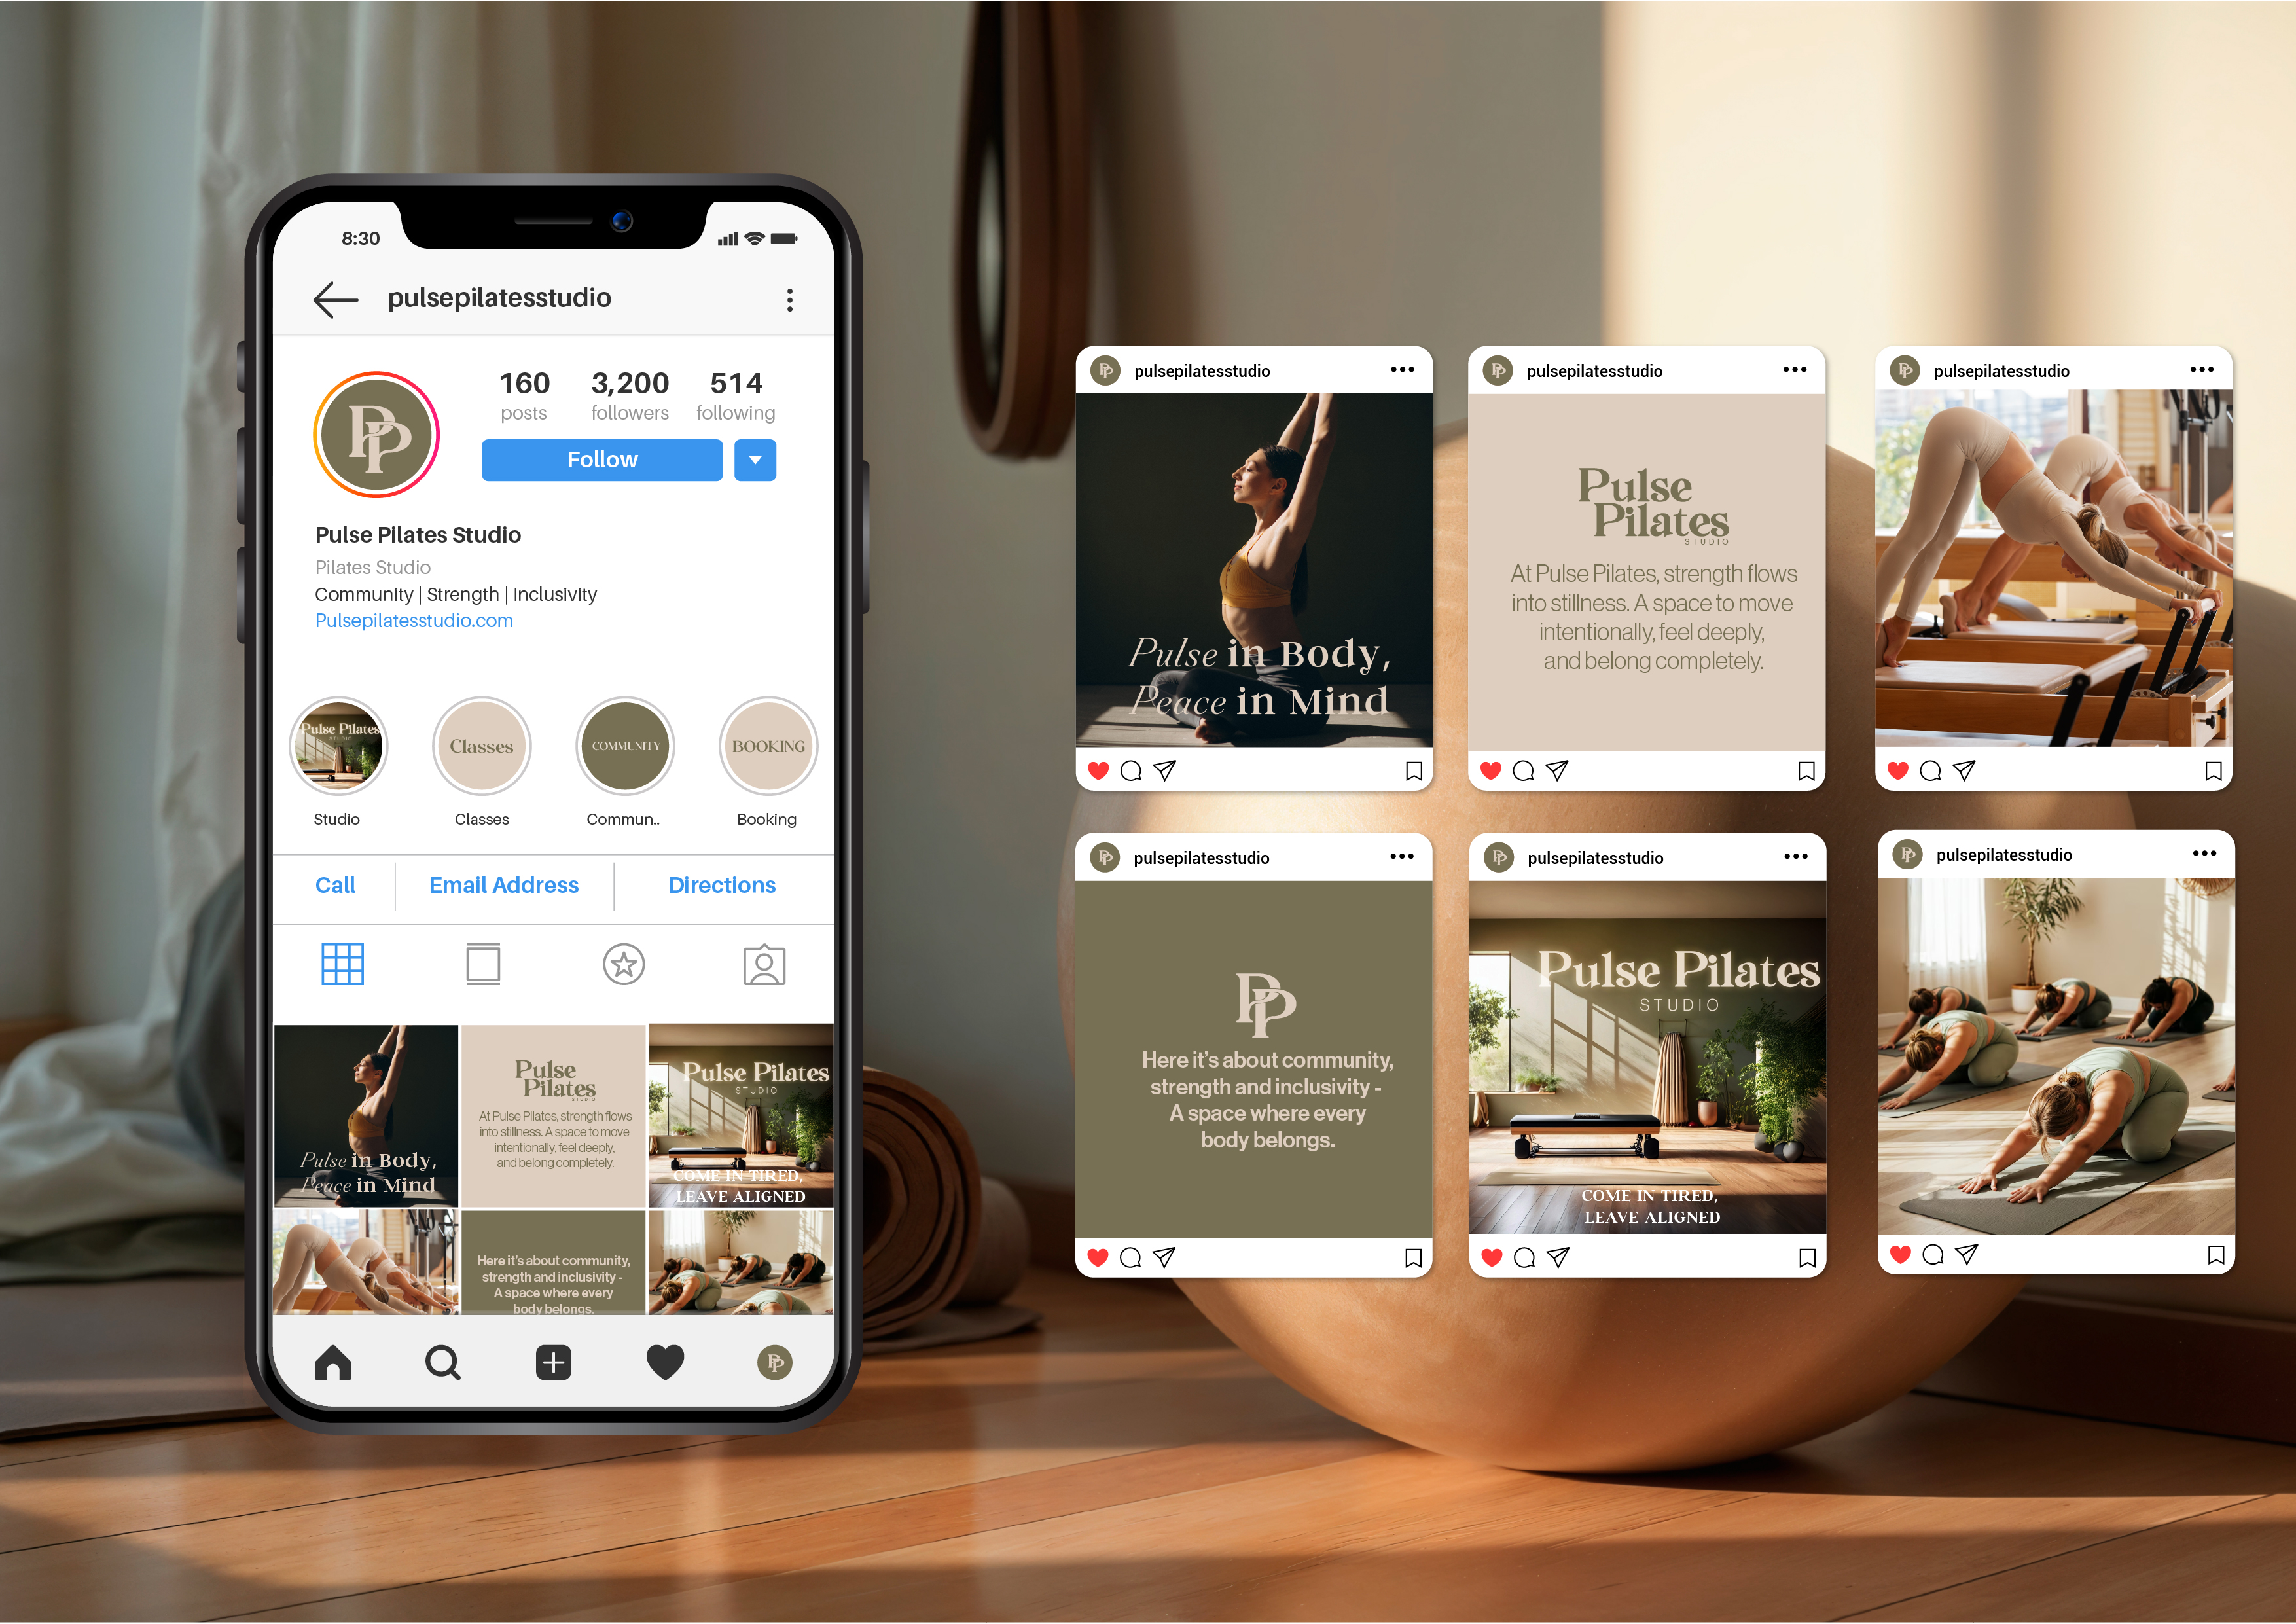 8:30
pulsepilatesstudio
160 3,200 514
posts followers following
Follow
Pulse Pilates Studio
Pilates Studio
Community | Strength | Inclusivity
Pulsepilatesstudio.com
Pulse Pilates
STUDIO
Classes
COMMUNITY
BOOKING
Studio Classes Commun.. Booking
Call Email Address Directions
Pulse in Body,
Peace in Mind
Pulse
Pilates
STUDIO
At Pulse Pilates, strength flows
into stillness. A space to move
intentionally, feel deeply,
and belong completely.
Pulse Pilates
STUDIO
COME IN TIRED,
LEAVE ALIGNED
Here it's about community,
strength and inclusivity -
A space where every
body belongs.
pulsepilatesstudio
Pulse in Body,
Peace in Mind
pulsepilatesstudio
Pulse
Pilates
STUDIO
At Pulse Pilates, strength flows
into stillness. A space to move
intentionally, feel deeply,
and belong completely.
pulsepilatesstudio
pulsepilatesstudio
PP
Here it's about community,
strength and inclusivity -
A space where every
body belongs.
pulsepilatesstudio
Pulse Pilates
STUDIO
COME IN TIRED,
LEAVE ALIGNED
pulsepilatesstudio